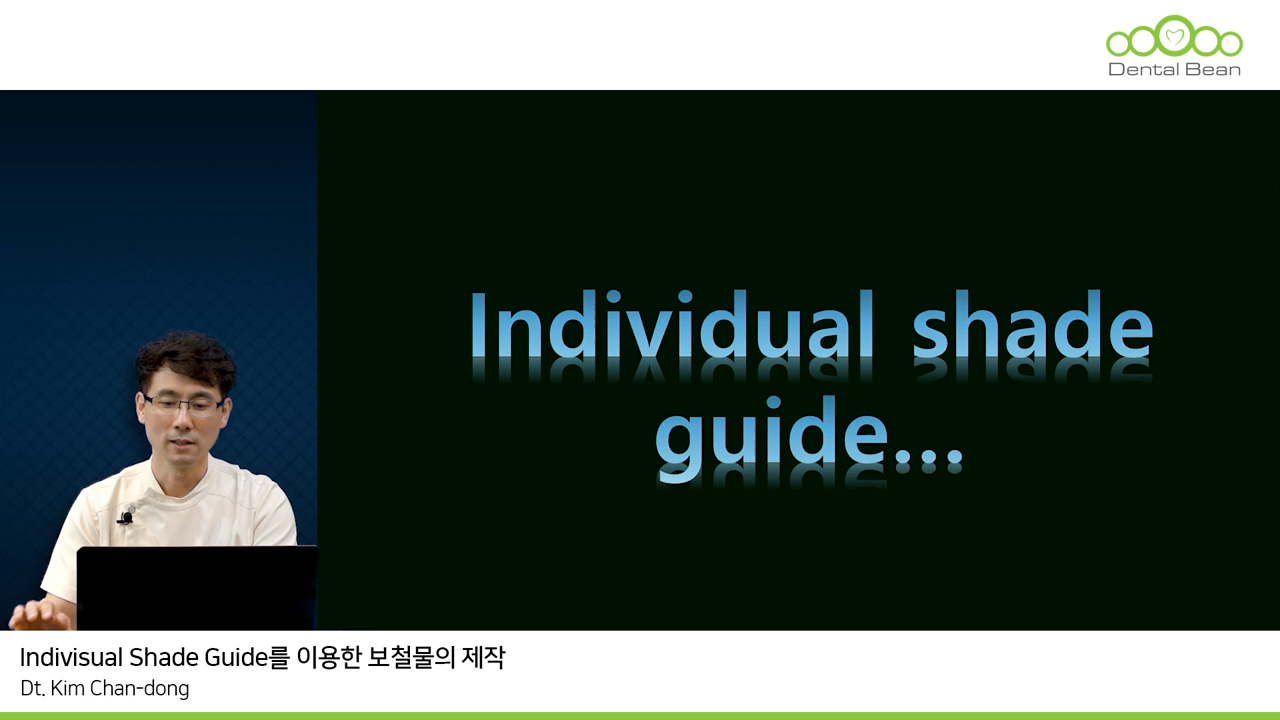 Dental Bean
Individual shade
guide...
Indivisual Shade Guide를 이용한 보철물의 제작
Dt. Kim Chan-dong